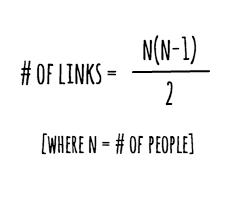 # OF LINKS = N(N-1)
2
[WHERE N = # OF PEOPLE]